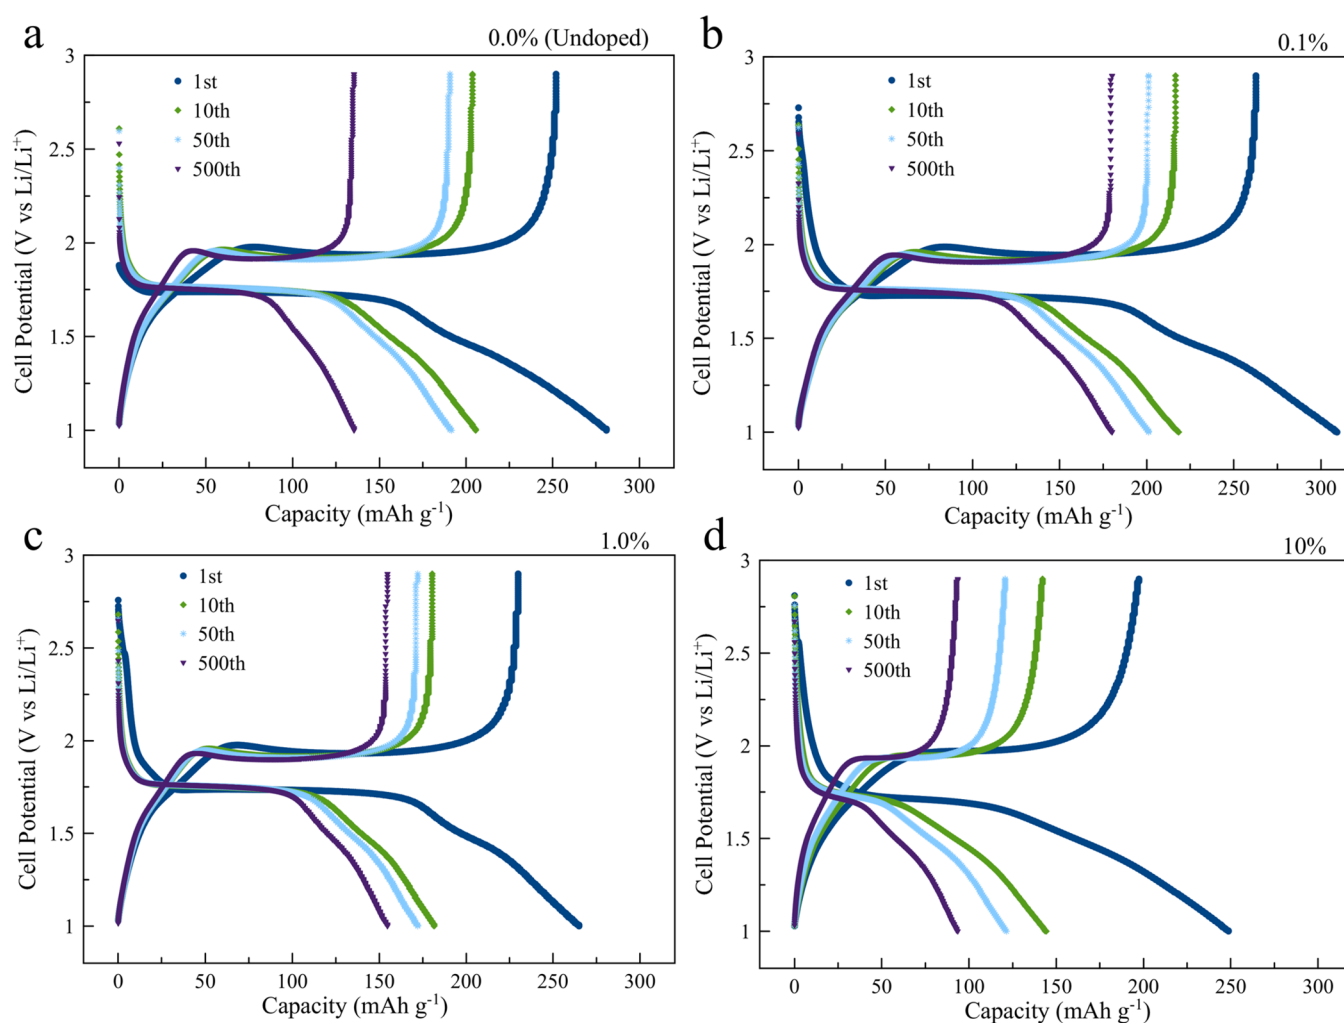 a
0.0% (Undoped)
3
2.5
2
1.5
1
Cell Potential (V vs Li/Li⁺)
1st
10th
50th
500th
0 50 100 150 200 250 300
Capacity (mAh g⁻¹)
b
0.1%
3
2.5
2
1.5
1
Cell Potential (V vs Li/Li⁺)
1st
10th
50th
500th
0 50 100 150 200 250 300
Capacity (mAh g⁻¹)
c
1.0%
3
2.5
2
1.5
1
Cell Potential (V vs Li/Li⁺)
1st
10th
50th
500th
0 50 100 150 200 250 300
Capacity (mAh g⁻¹)
d
10%
3
2.5
2
1.5
1
Cell Potential (V vs Li/Li⁺)
1st
10th
50th
500th
0 50 100 150 200 250 300
Capacity (mAh g⁻¹)